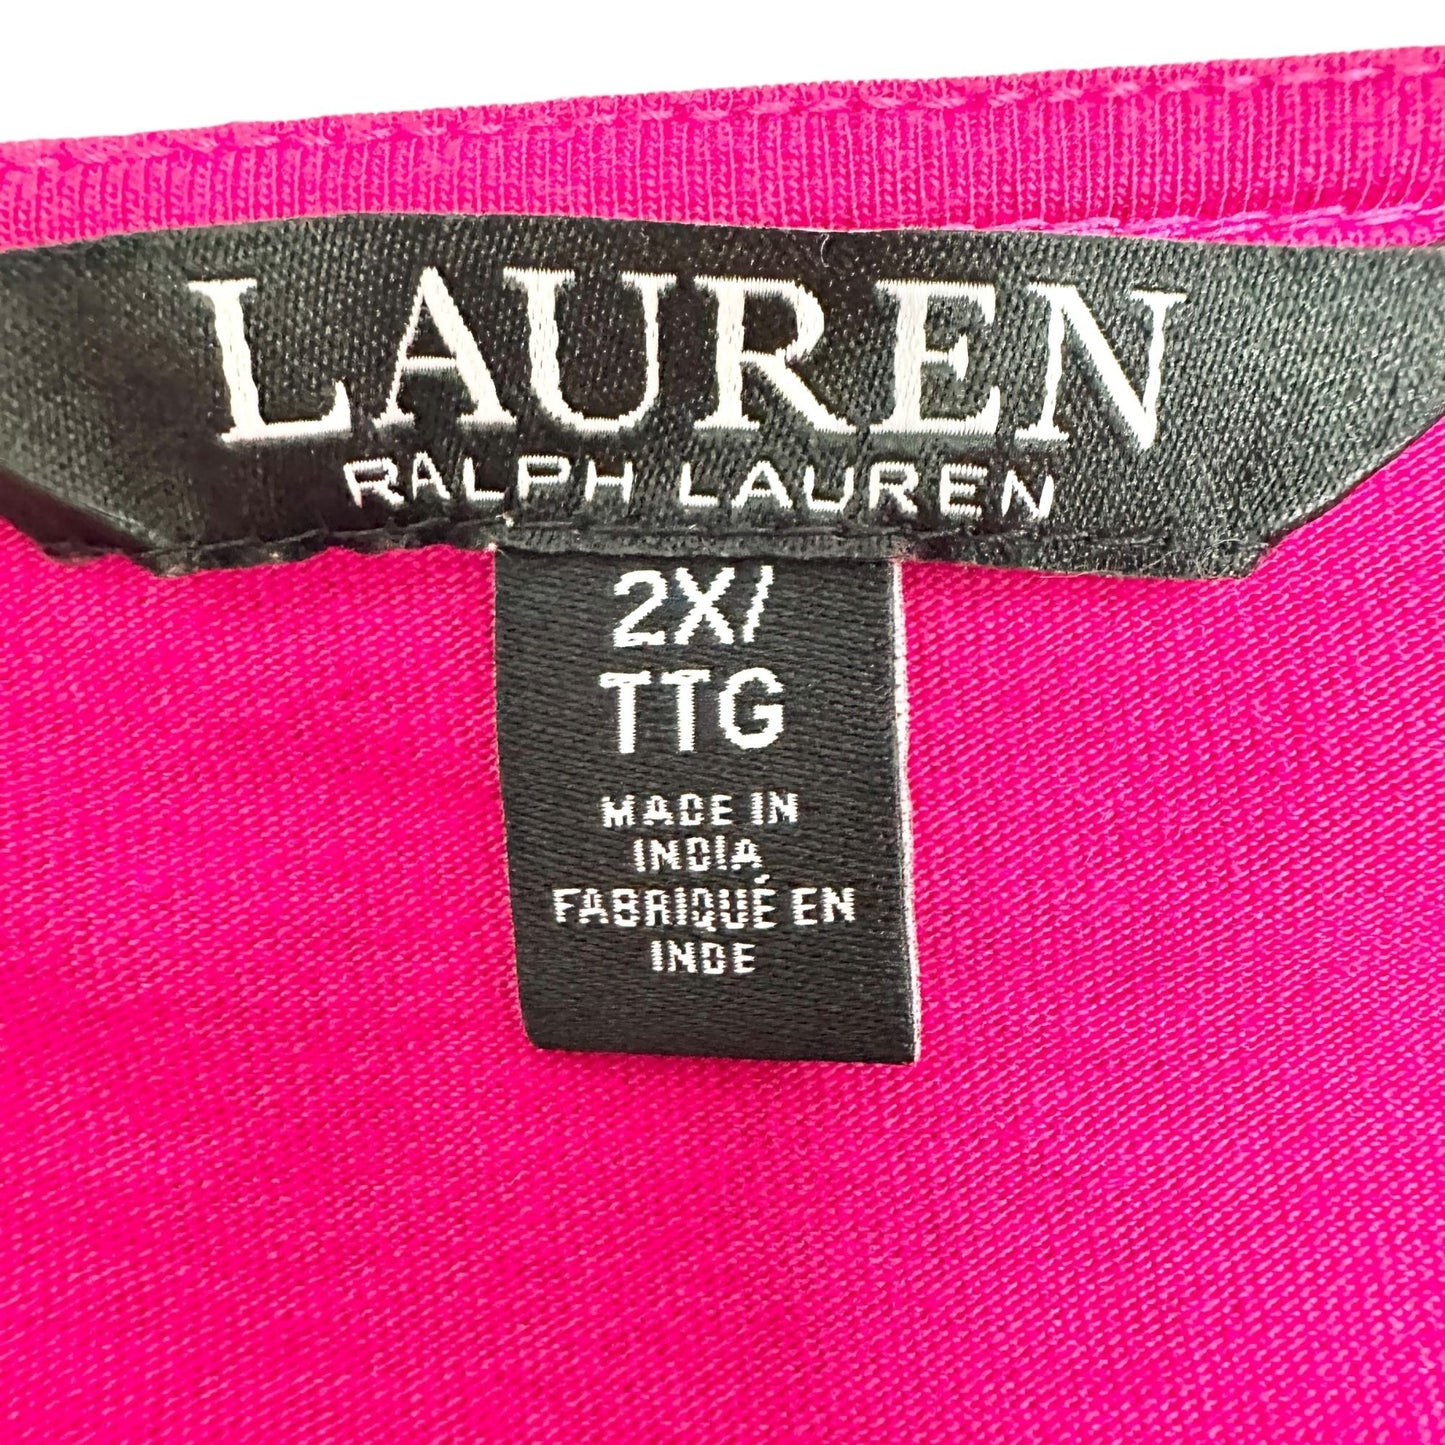 LAUREN
RALPH LAUREN
2X/
TTG
MADE IN
INDIA
FABRIQUÉ EN
INDE